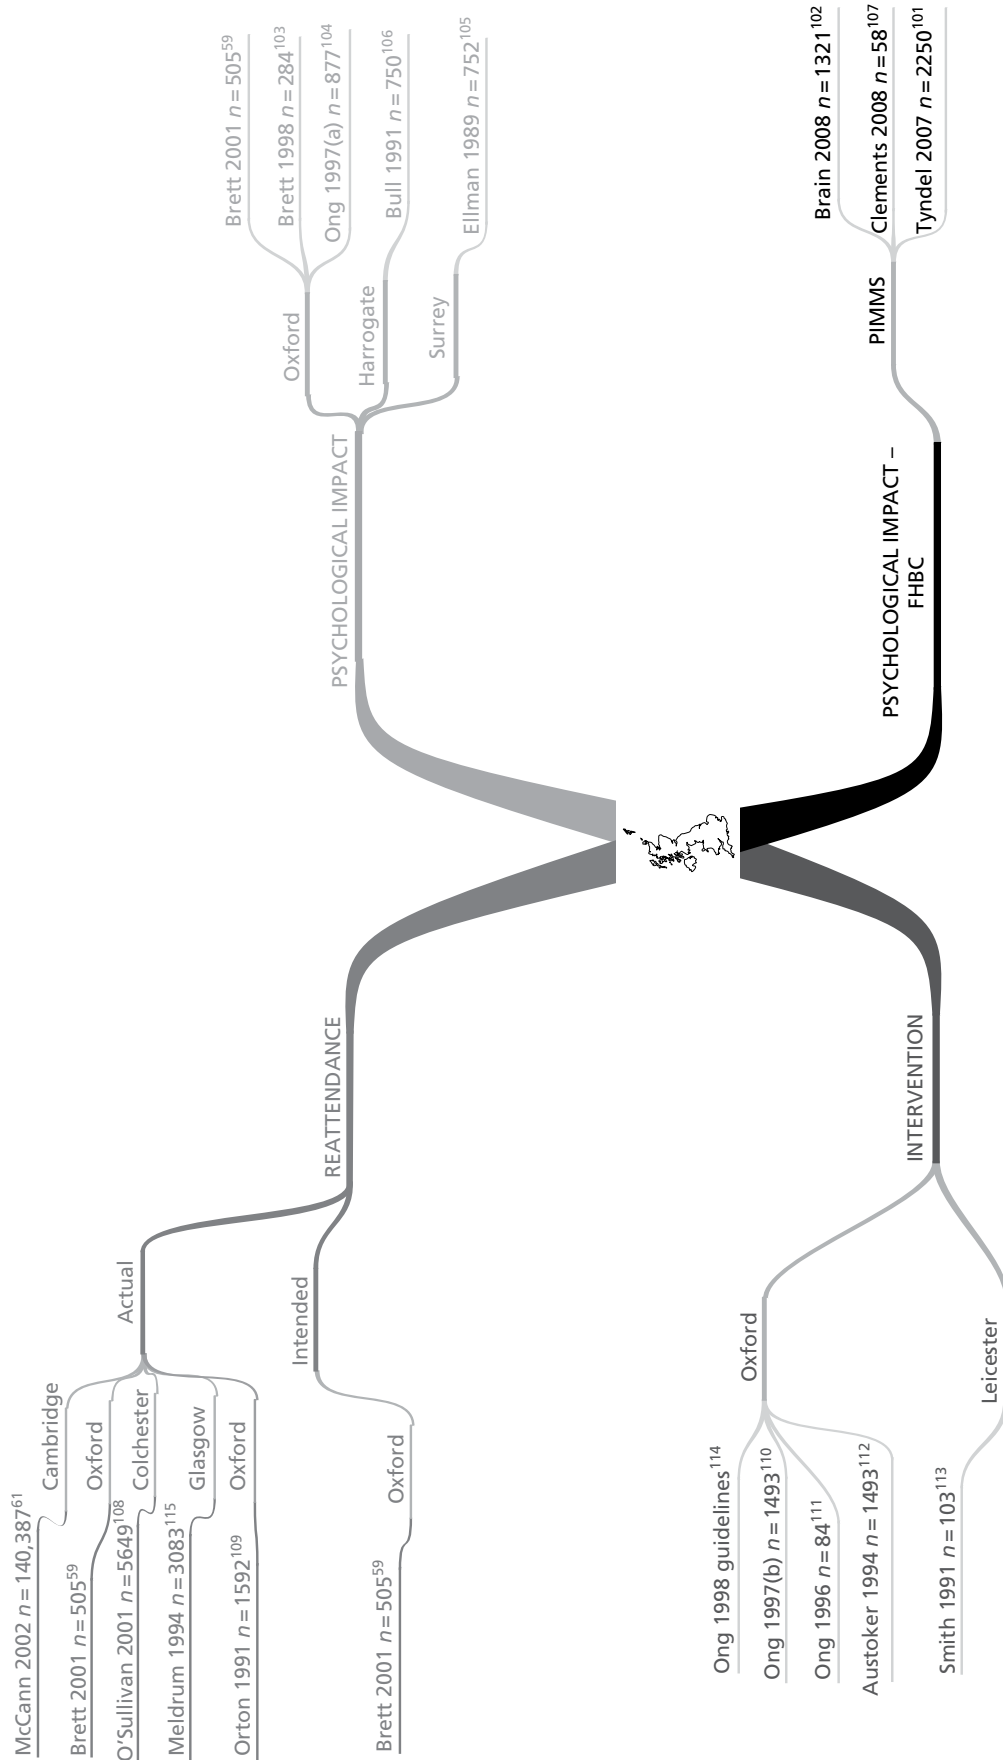 McCann 2002 n = 140,387⁶¹
Cambridge
Brett 2001 n = 505⁵⁹
Oxford
O'Sullivan 2001 n = 5649¹⁰⁸
Colchester
Meldrum 1994 n = 3083¹¹⁵
Glasgow
Orton 1991 n = 1592¹⁰⁹
Oxford
Actual
Brett 2001 n = 505⁵⁹
Oxford
Intended
REATTENDANCE
PSYCHOLOGICAL IMPACT
Oxford
Brett 2001 n = 505⁵⁹
Brett 1998 n = 284¹⁰³
Ong 1997(a) n = 877¹⁰⁴
Harrogate
Bull 1991 n = 750¹⁰⁶
Surrey
Ellman 1989 n = 752¹⁰⁵
Ong 1998 guidelines¹¹⁴
Ong 1997(b) n = 1493¹¹⁰
Ong 1996 n = 84¹¹¹
Austoker 1994 n = 1493¹¹²
Oxford
Smith 1991 n = 103¹¹³
Leicester
INTERVENTION
PSYCHOLOGICAL IMPACT –
FHBC
PIMMS
Brain 2008 n = 1321¹⁰²
Clements 2008 n = 58¹⁰⁷
Tyndel 2007 n = 2250¹⁰¹